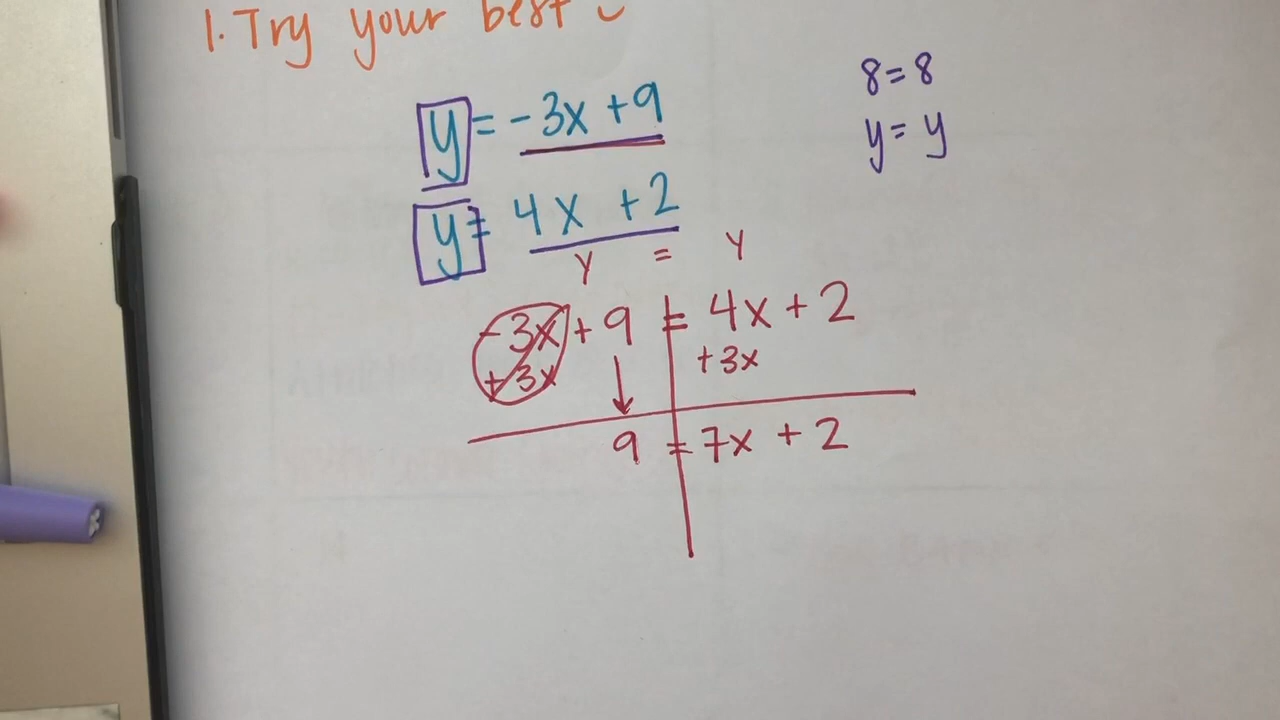 1. Try your best
y = -3x +9
8=8
y= y
y= 4x +2
y = y
-3x + 9 = 4x + 2
+3x +3x
9 = 7x + 2